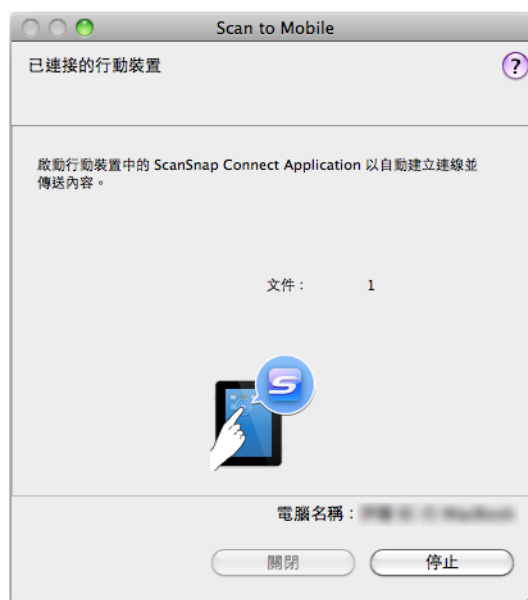 Scan to Mobile
已連接的行動裝置
?
啟動行動裝置中的 ScanSnap Connect Application 以自動建立連線並
傳送內容。
文件： 1
S
電腦名稱：
關閉 停止